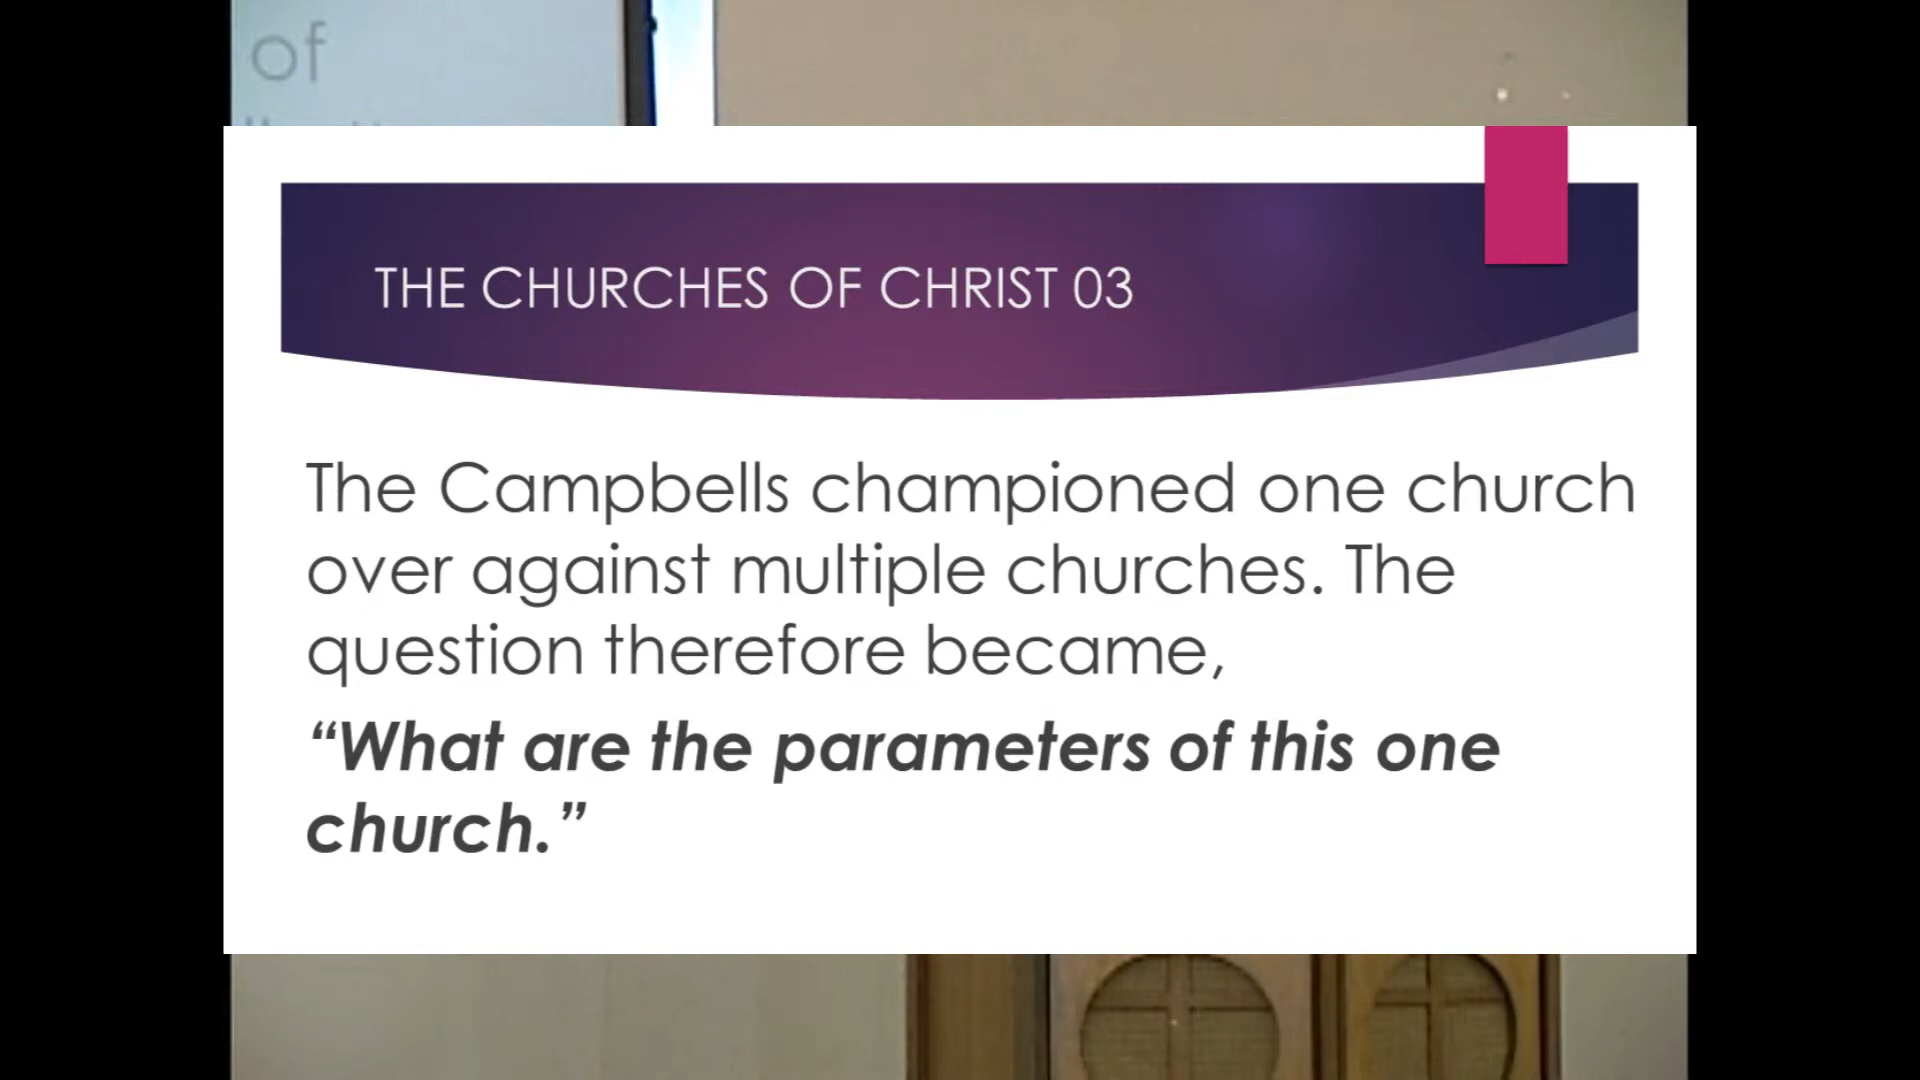 of
THE CHURCHES OF CHRIST 03
The Campbells championed one church
over against multiple churches. The
question therefore became,
“What are the parameters of this one
church.”